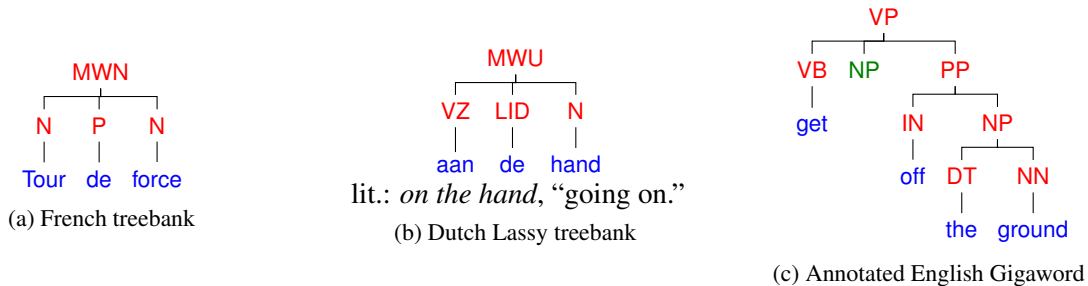 MWN
N P N
Tour de force
(a) French treebank
MWU
VZ LID N
aan de hand
lit.: on the hand, “going on.”
(b) Dutch Lassy treebank
VP
VB NP PP
get IN NP
off DT NN
the ground
(c) Annotated English Gigaword